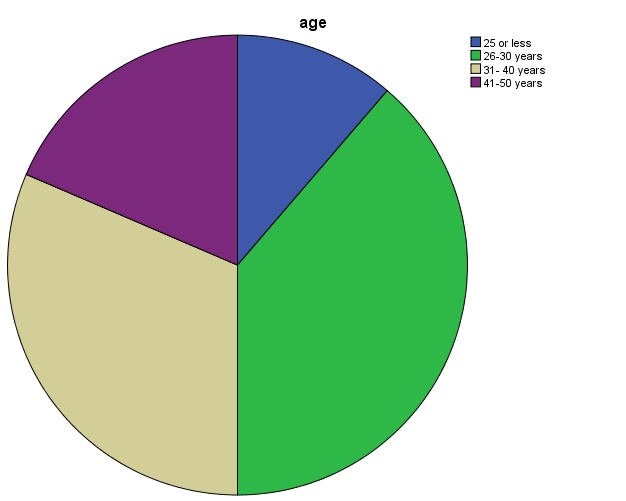 age
25 or less
26-30 years
31- 40 years
41-50 years